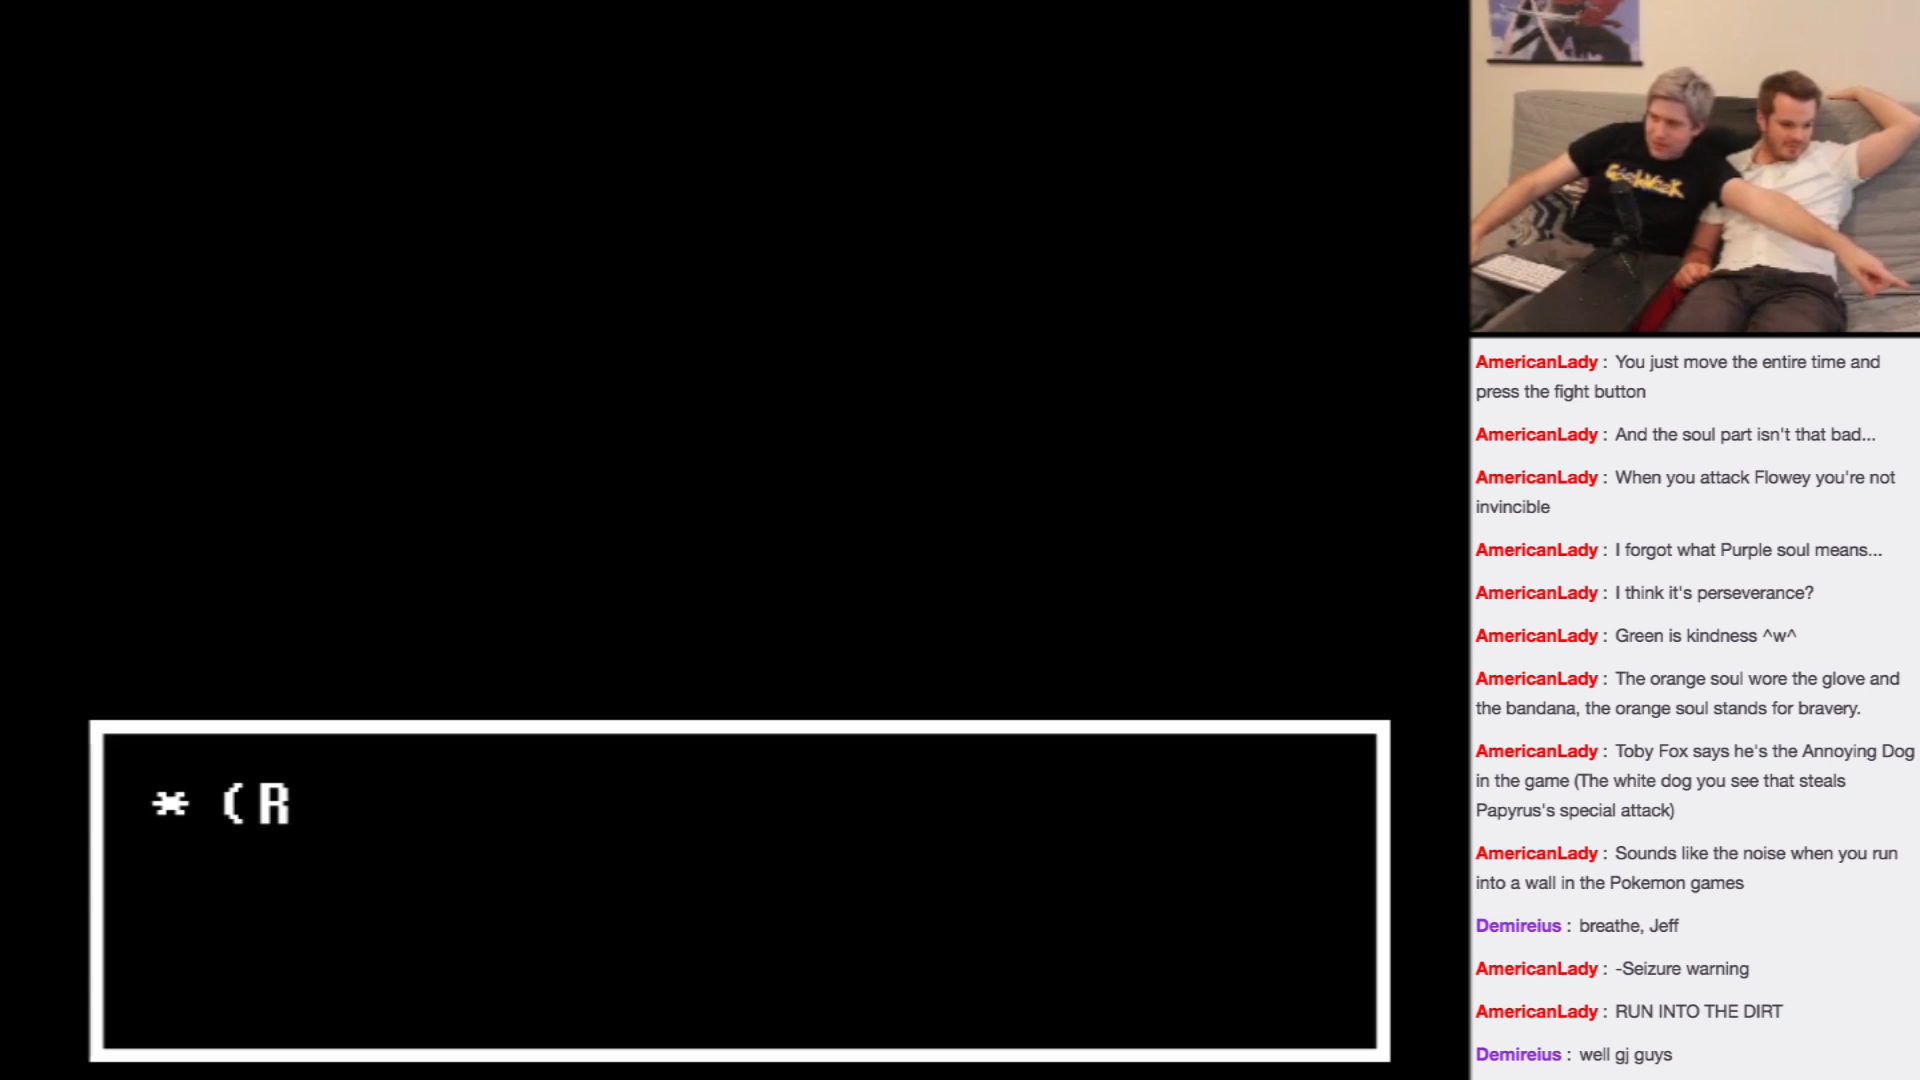 GeekWeek
AmericanLady : You just move the entire time and
press the fight button
AmericanLady : And the soul part isn't that bad...
AmericanLady : When you attack Flowey you're not
invincible
AmericanLady : I forgot what Purple soul means...
AmericanLady : I think it's perseverance?
AmericanLady : Green is kindness ^w^
AmericanLady : The orange soul wore the glove and
the bandana, the orange soul stands for bravery.
AmericanLady : Toby Fox says he's the Annoying Dog
in the game (The white dog you see that steals
Papyrus's special attack)
AmericanLady : Sounds like the noise when you run
into a wall in the Pokemon games
Demireius : breathe, Jeff
AmericanLady : -Seizure warning
AmericanLady : RUN INTO THE DIRT
Demireius : well gj guys
* (R